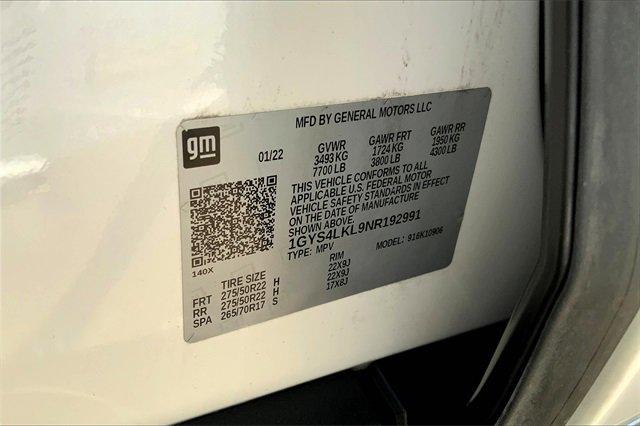 MFD BY GENERAL MOTORS LLC
gm
01/22 GVWR GAWR FRT GAWR RR
3493 KG 1724 KG 1950 KG
7700 LB 3800 LB 4300 LB
THIS VEHICLE CONFORMS TO ALL
APPLICABLE U.S. FEDERAL MOTOR
VEHICLE SAFETY STANDARDS IN EFFECT
ON THE DATE OF MANUFACTURE
SHOWN ABOVE.
1GYS4LKL9NR192991
TYPE: MPV MODEL: 916K10906
140X
TIRE SIZE RIM
FRT 275/50R22 H 22X9J
RR 275/50R22 H 22X9J
SPA 265/70R17 S 17X8J